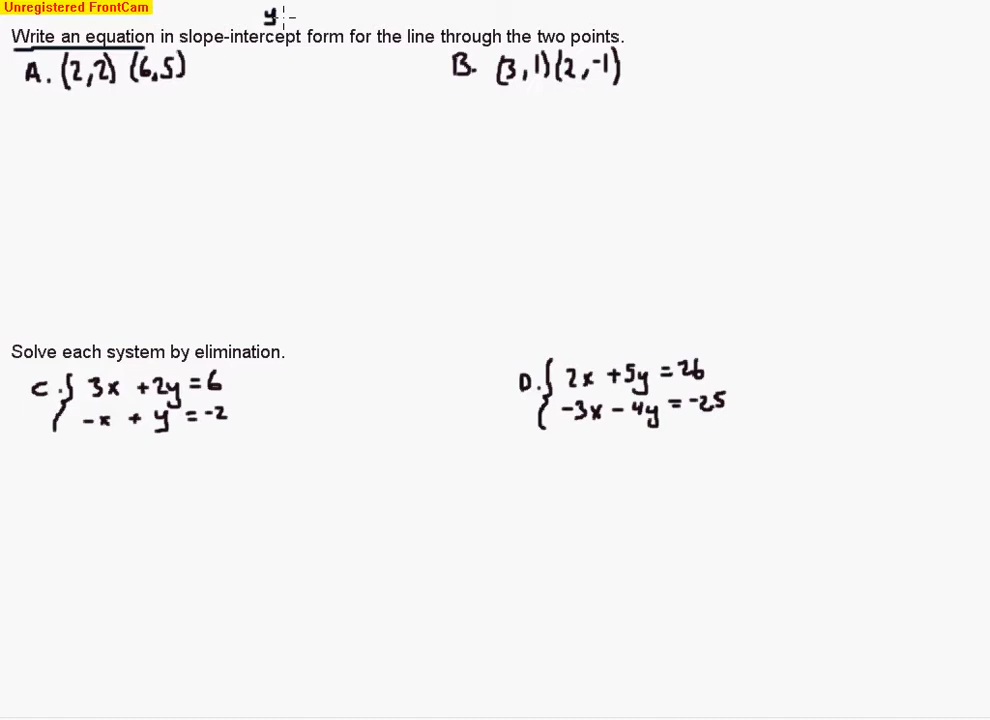 Unregistered FrontCam
y=
Write an equation in slope-intercept form for the line through the two points.
A. (2,2) (6,5)
B. (3,1)(2,-1)
Solve each system by elimination.
C. { 3x + 2y = 6
-x + y = -2
D. { 2x + 5y = 26
-3x - 4y = -25